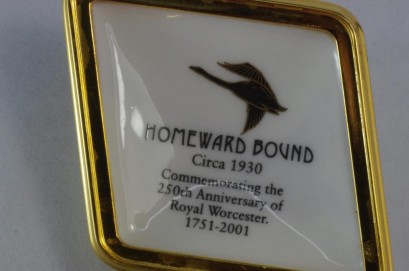 HOMEWARD BOUND
Circa 1930
Commemorating the
250th Anniversary of
Royal Worcester.
1751-2001